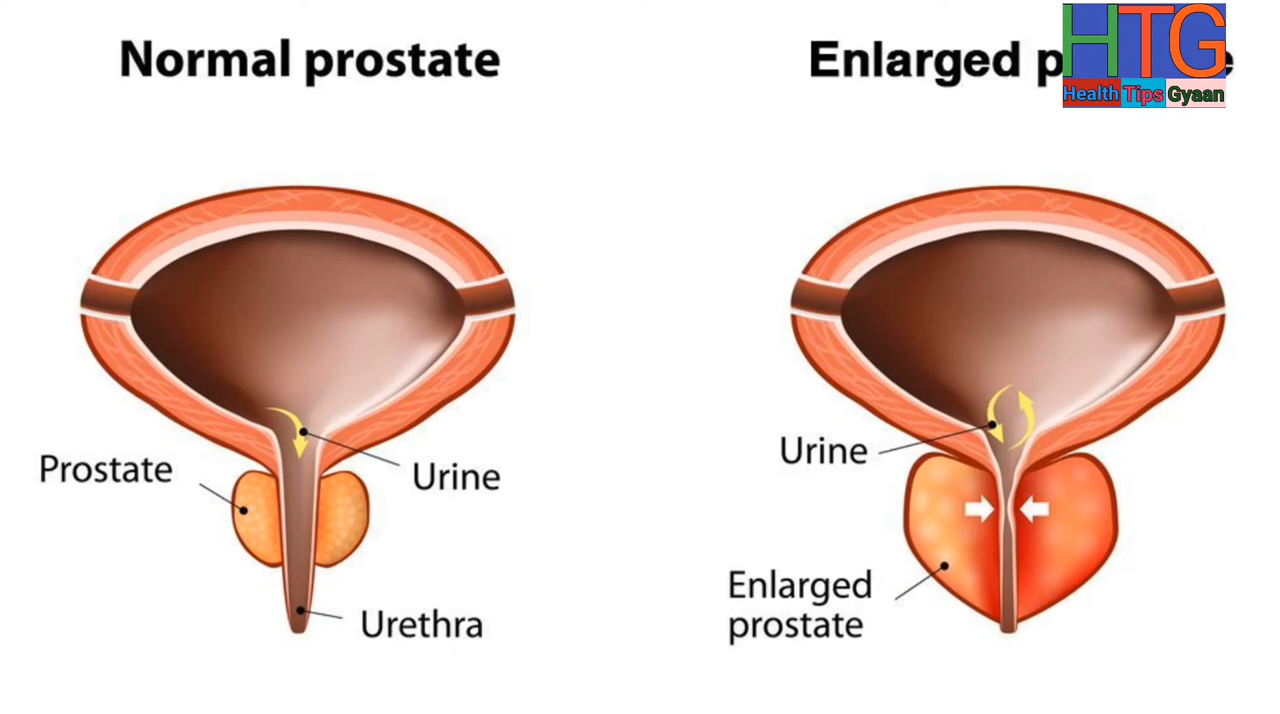 Normal prostate
Enlarged
HTG
Health Tips Gyaan
Prostate
Urine
Urethra
Urine
Enlarged
prostate